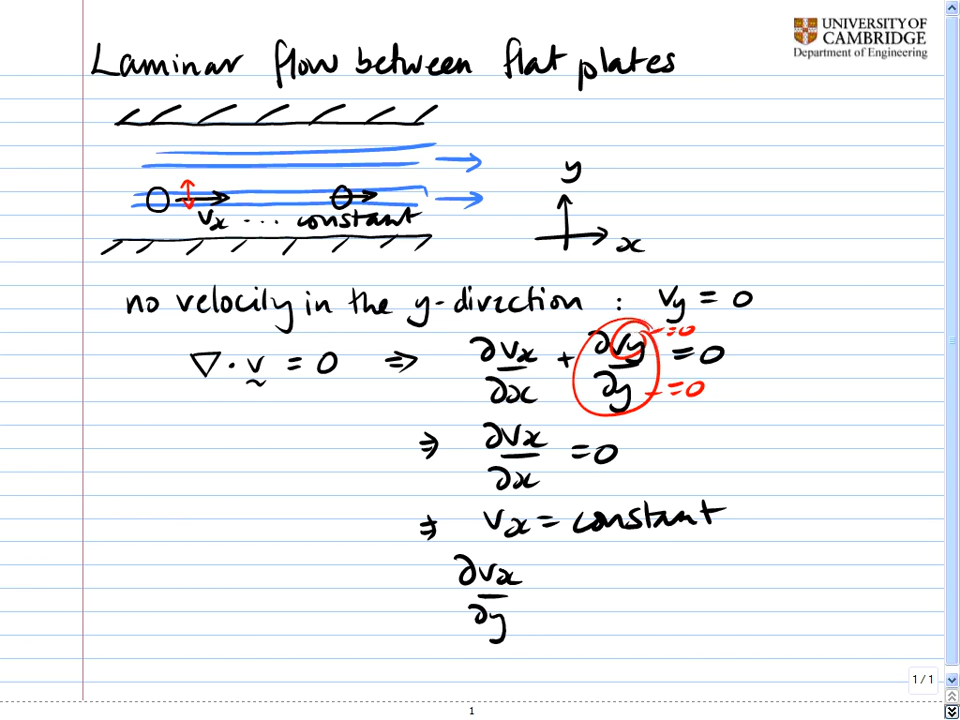 UNIVERSITY OF
CAMBRIDGE
Department of Engineering
Laminar flow between flat plates
vx ... constant
y
x
no velocity in the y-direction : vy = 0
∇ · v = 0 ⇒ ∂vx/∂x + ∂vy/∂y = 0
=0
=0
⇒ ∂vx/∂x = 0
⇒ vx = constant
∂vx/∂y
1 / 1
1